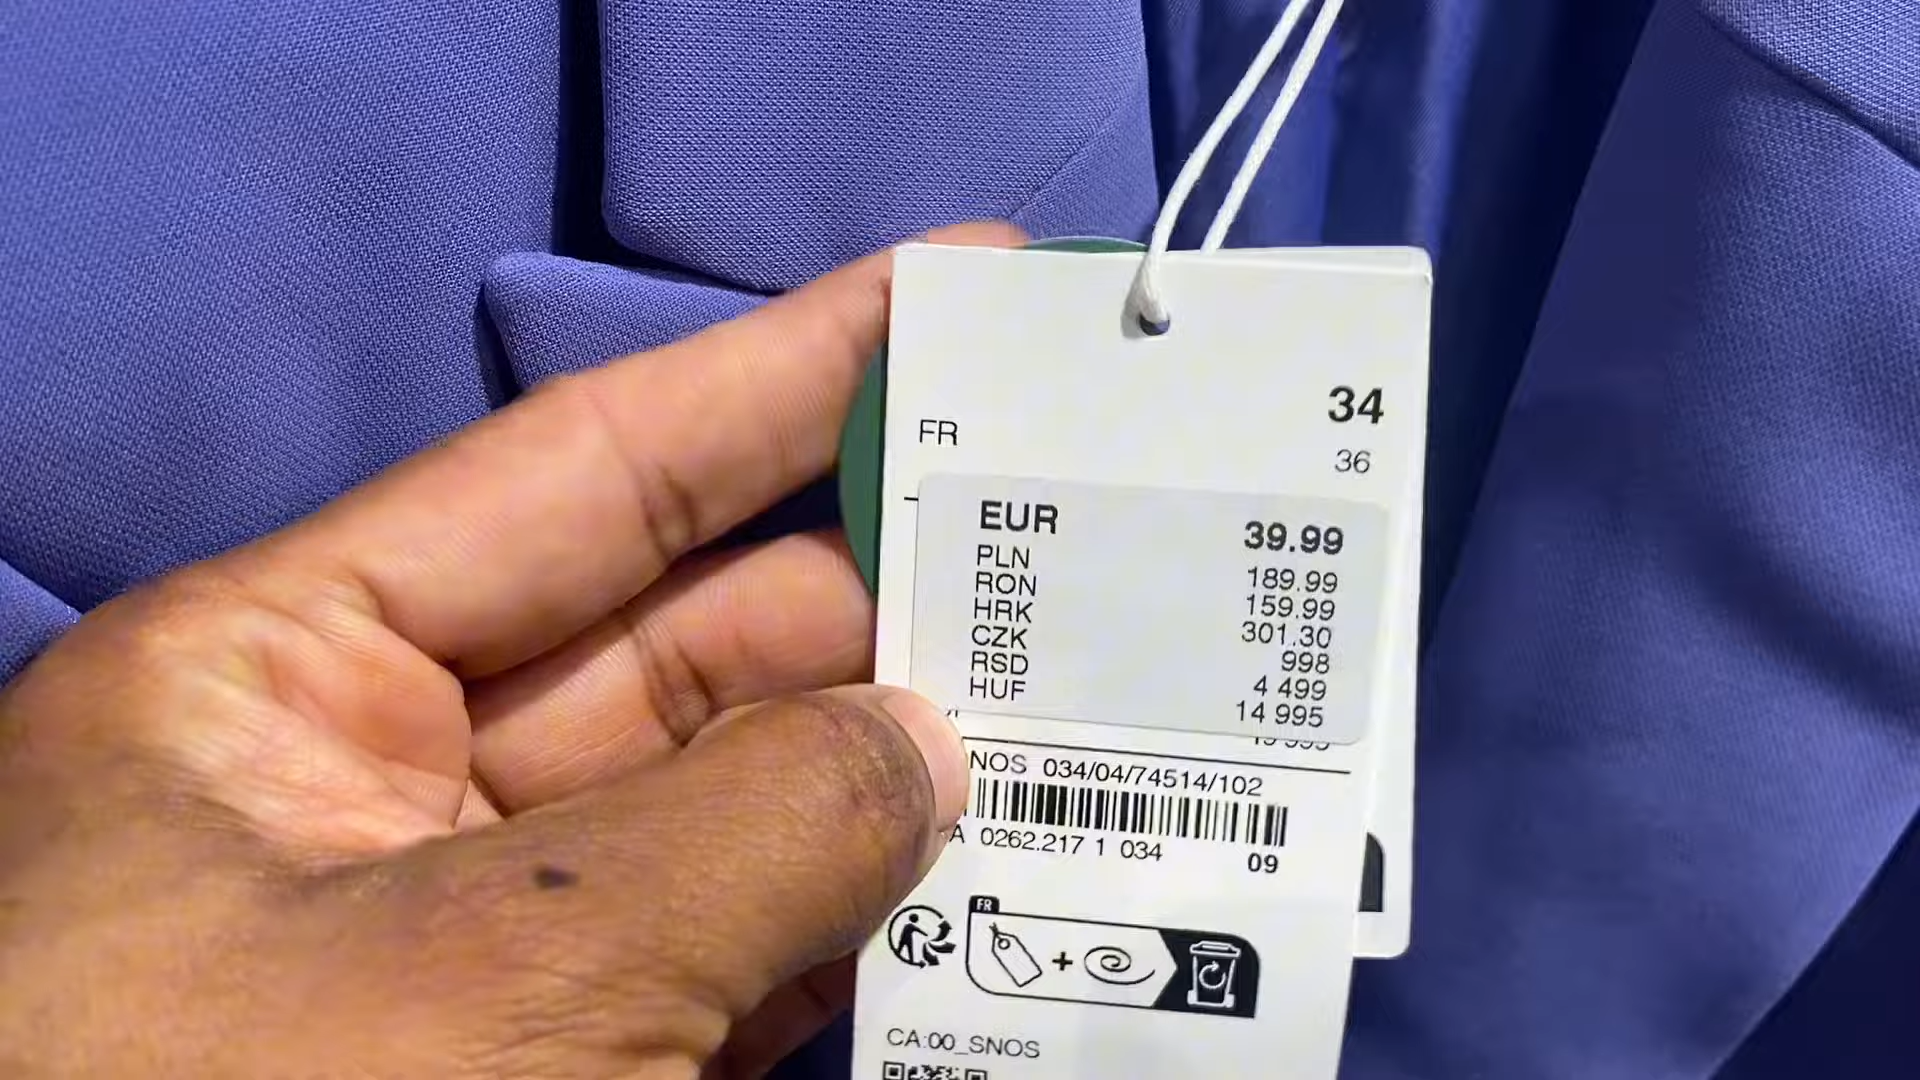 34
FR 36
EUR 39.99
PLN 189.99
RON 159.99
HRK 301.30
CZK 998
RSD 4 499
HUF 14 995
NOS 034/04/74514/102
A 0262.217 1 034 09
FR
+
CA:00_SNOS